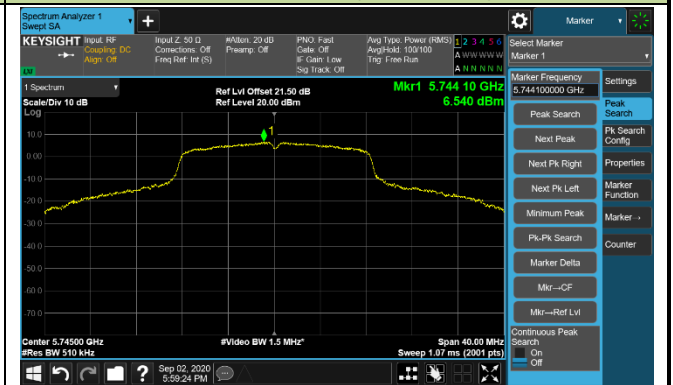 Spectrum Analyzer 1
Swept SA
Marker
KEYSIGHT
Input: RF
Coupling: DC
Align: Off
Input Z: 50 Ω
Corrections: Off
Freq Ref: Int (S)
#Atten: 20 dB
Preamp: Off
PNO: Fast
Gate: Off
IF Gain: Low
Sig Track: Off
Avg Type: Power (RMS)
Avg|Hold: 100/100
Trig: Free Run
1 2 3 4 5 6
A W W W W W
A N N N N N
LXI
Select Marker
Marker 1
1 Spectrum
Scale/Div 10 dB
Log
Ref Lvl Offset 21.50 dB
Ref Level 20.00 dBm
Mkr1 5.744 10 GHz
6.540 dBm
1
10.0
0.00
-10.0
-20.0
-30.0
-40.0
-50.0
-60.0
-70.0
Center 5.74500 GHz
#Res BW 510 kHz
#Video BW 1.5 MHz*
Span 40.00 MHz
Sweep 1.07 ms (2001 pts)
Marker Frequency
5.744100000 GHz
Peak Search
Next Peak
Next Pk Right
Next Pk Left
Minimum Peak
Pk-Pk Search
Marker Delta
Mkr→CF
Mkr→Ref Lvl
Continuous Peak
Search
On
Off
Settings
Peak
Search
Pk Search
Config
Properties
Marker
Function
Marker→
Counter
?
Sep 02, 2020
5:59:24 PM